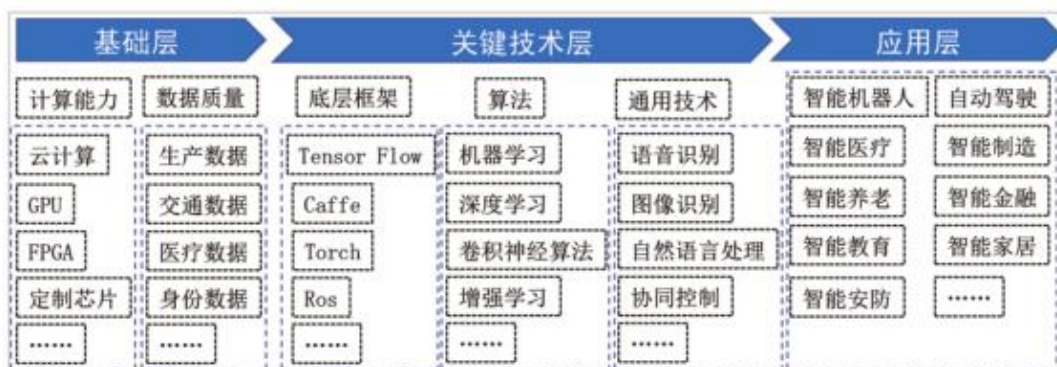 基础层 关键技术层 应用层
计算能力 数据质量 底层框架 算法 通用技术 智能机器人 自动驾驶
云计算 生产数据 Tensor Flow 机器学习 语音识别 智能医疗 智能制造
GPU 交通数据 Caffe 深度学习 图像识别 智能养老 智能金融
FPGA 医疗数据 Torch 卷积神经算法 自然语言处理 智能教育 智能家居
定制芯片 身份数据 Ros 增强学习 协同控制 智能安防 ……
…… …… …… …… ……